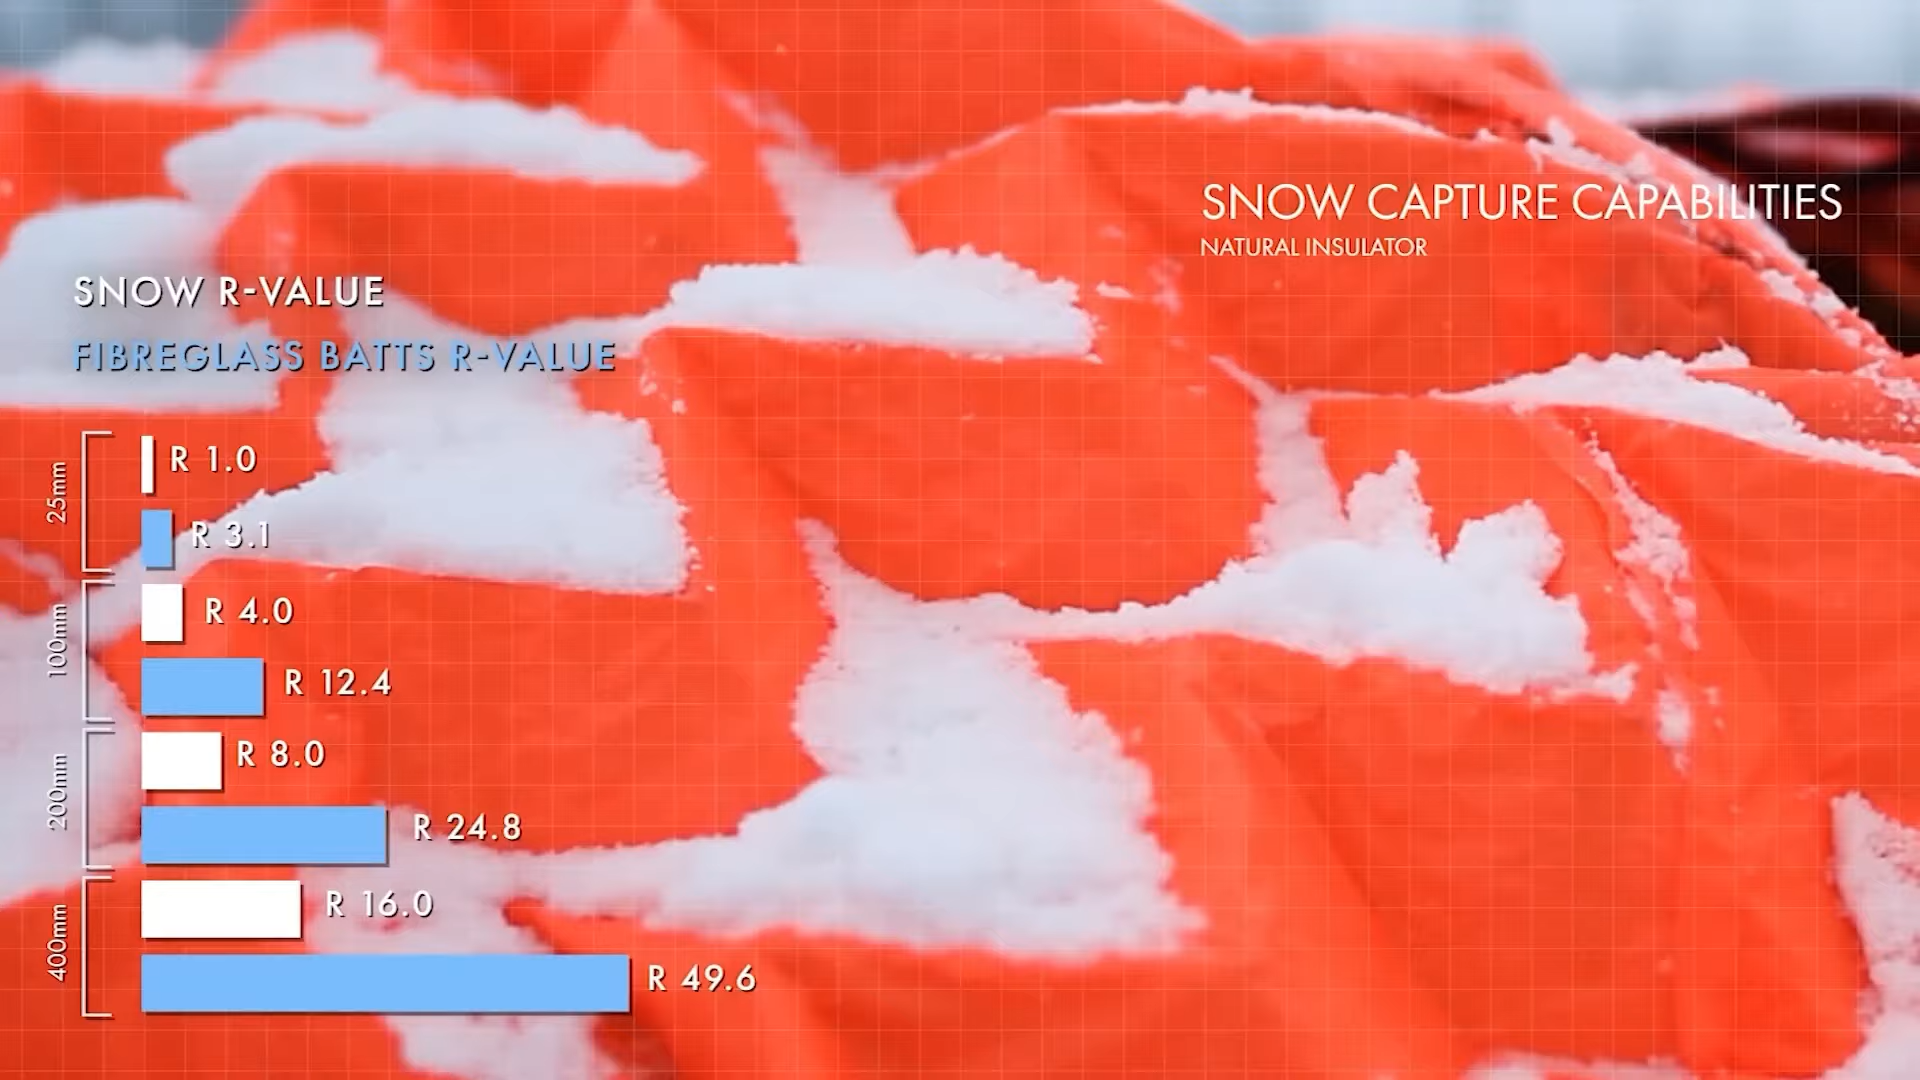 SNOW CAPTURE CAPABILITIES
NATURAL INSULATOR
SNOW R-VALUE
FIBREGLASS BATTS R-VALUE
25mm
R 1.0
R 3.1
100mm
R 4.0
R 12.4
200mm
R 8.0
R 24.8
400mm
R 16.0
R 49.6